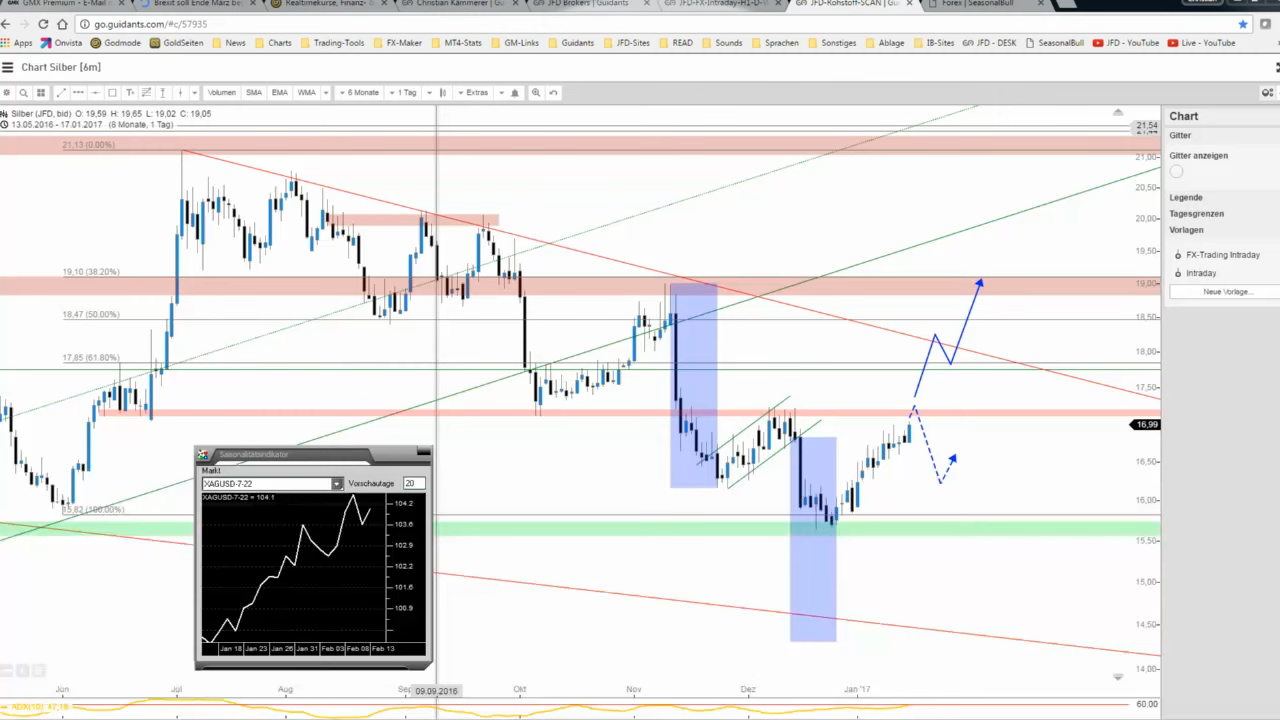 GMX Premium - E-Mail
Brexit soll Ende März be
Realtimekurse, Finanz-
Christian Kämmerer | G
JFD Brokers | Guidants
JFD-FX-Intraday-H1-D-
JFD-Rohstoff-SCAN | Gu
Forex | SeasonalBull
go.guidants.com/#c/57935
Apps
Onvista
Godmode
GoldSeiten
News
Charts
Trading-Tools
FX-Maker
MT4-Stats
GM-Links
Guidants
JFD-Sites
READ
Sounds
Sprachen
Sonstiges
Ablage
IB-Sites
JFD - DESK
SeasonalBull
JFD - YouTube
Live - YouTube
Chart Silber [6m]
Volumen
SMA
EMA
WMA
6 Monate
1 Tag
Extras
Silber (JFD, bid) O: 19,59 H: 19,65 L: 19,02 C: 19,05
13.05.2016 - 17.01.2017 (8 Monate, 1 Tag)
21,13 (0.00%)
19,10 (38.20%)
18,47 (50.00%)
17,85 (61.80%)
15,82 (100.00%)
21,54
21,44
21,00
20,50
20,00
19,50
19,00
18,50
18,00
17,50
16,99
16,50
16,00
15,50
15,00
14,50
14,00
Saisonalitätsindikator
Markt
XAGUSD-7-22
Vorschautage
20
XAGUSD-7-22 = 104.1
104.2
103.6
102.9
102.2
101.6
100.9
Jan 18
Jan 23
Jan 26
Jan 31
Feb 03
Feb 08
Feb 13
Jun
Jul
Aug
Sep
09.09.2016
Okt
Nov
Dez
Jan '17
60.00
Chart
Gitter
Gitter anzeigen
Legende
Tagesgrenzen
Vorlagen
FX-Trading Intraday
Intraday
Neue Vorlage...